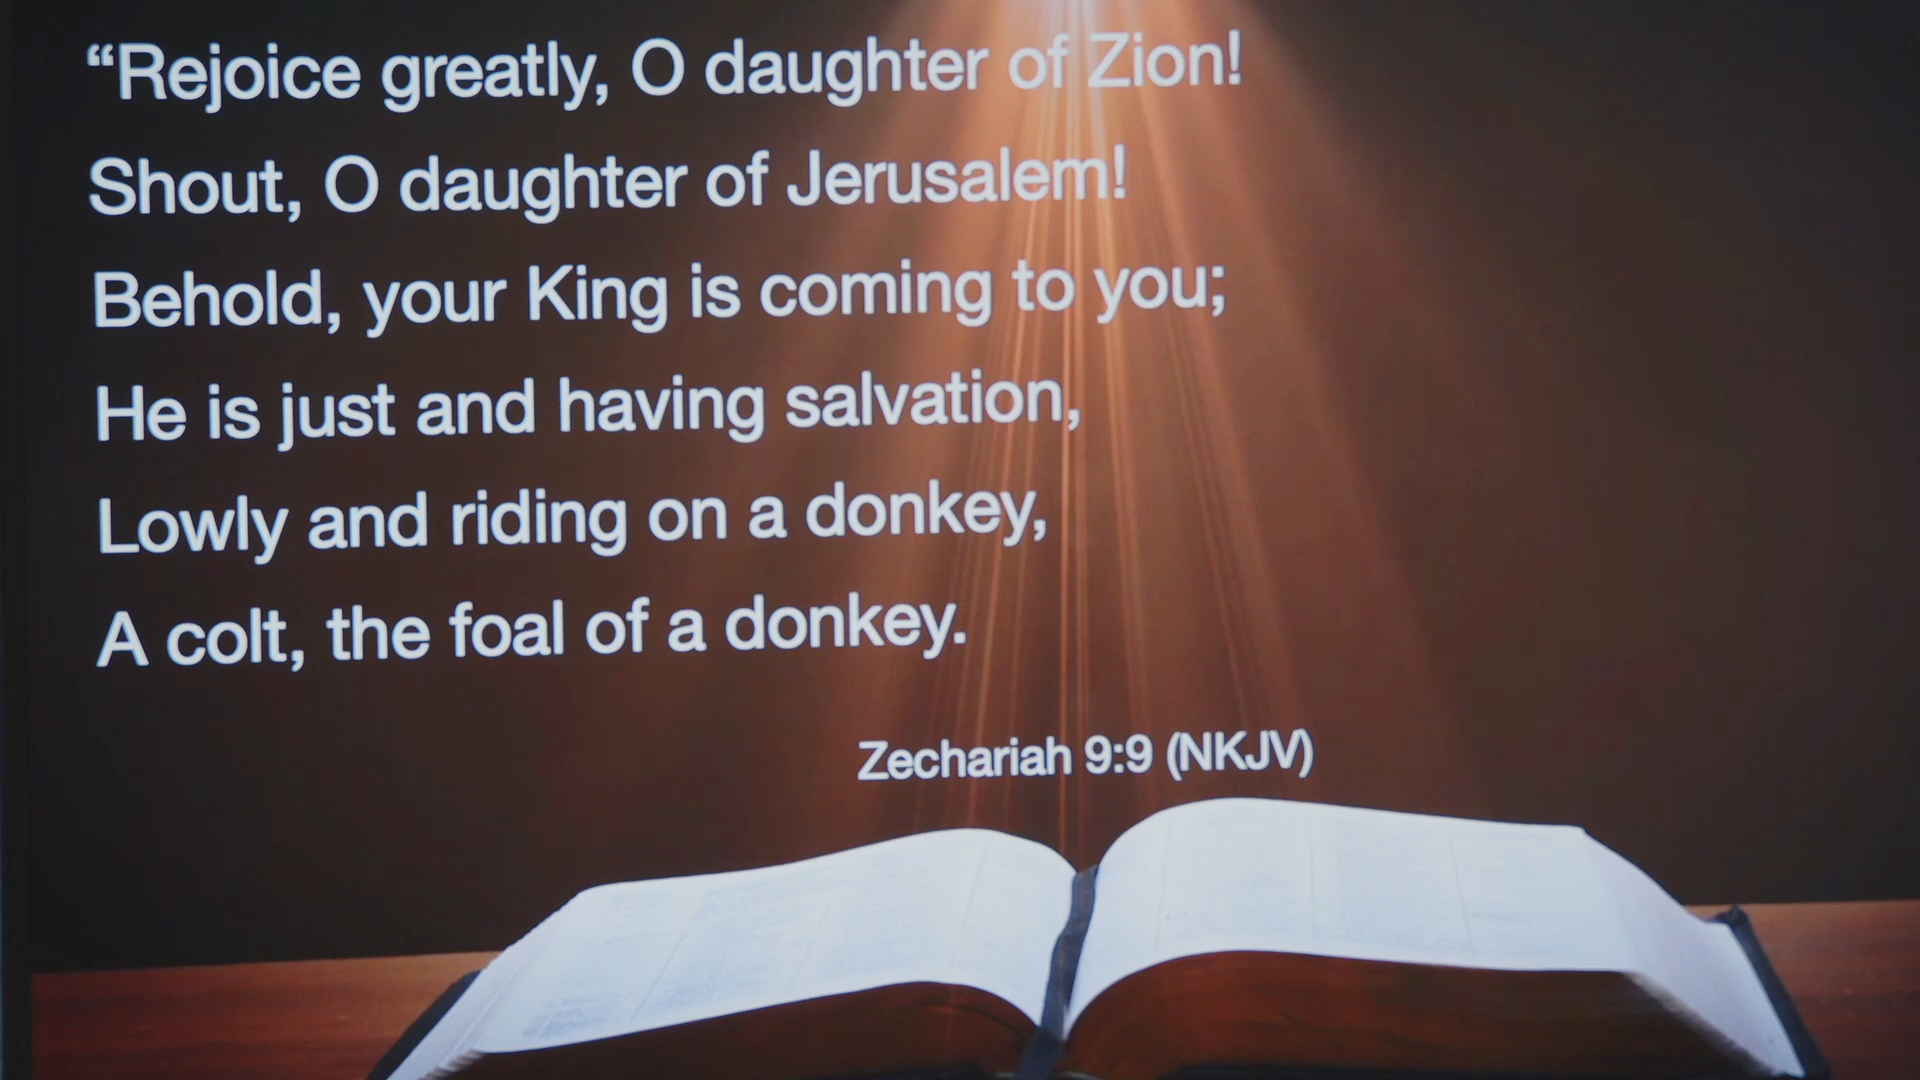 “Rejoice greatly, O daughter of Zion!
Shout, O daughter of Jerusalem!
Behold, your King is coming to you;
He is just and having salvation,
Lowly and riding on a donkey,
A colt, the foal of a donkey.
Zechariah 9:9 (NKJV)